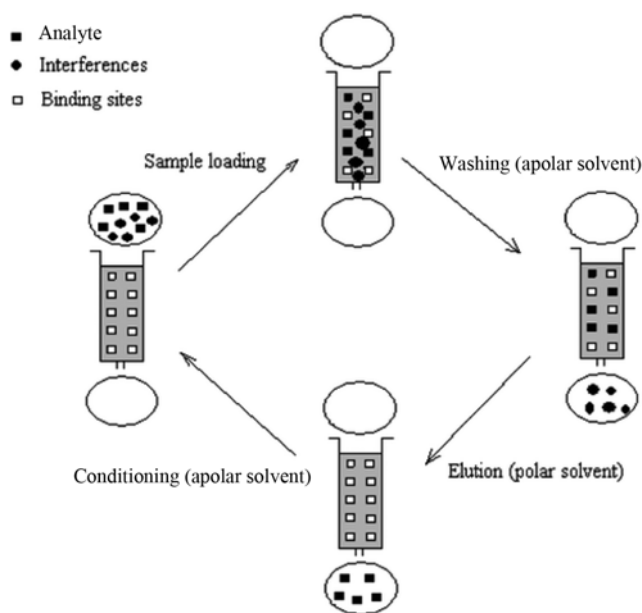 Analyte
Interferences
Binding sites
Sample loading
Washing (apolar solvent)
Conditioning (apolar solvent)
Elution (polar solvent)